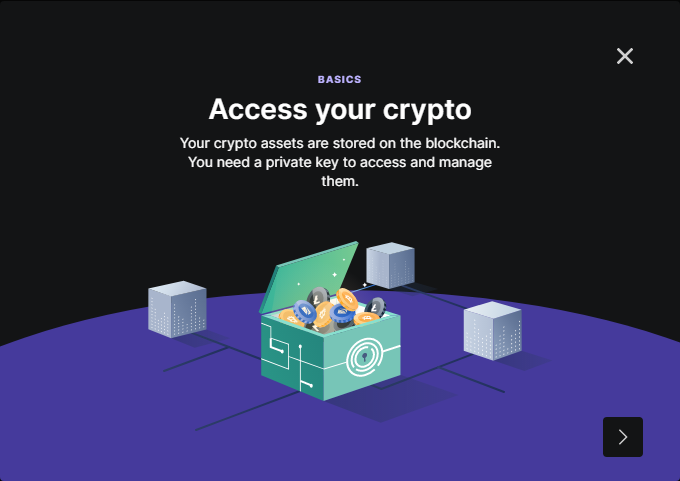 BASICS
Access your crypto
Your crypto assets are stored on the blockchain.
You need a private key to access and manage
them.